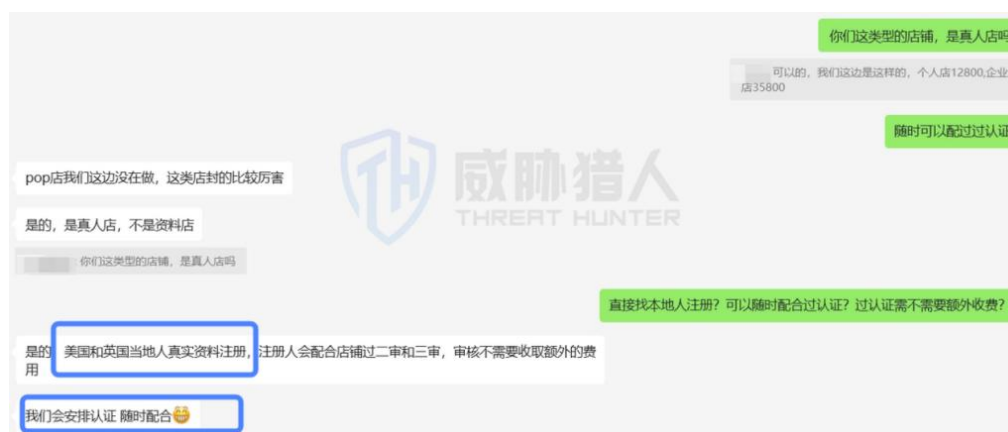 你们这类型的店铺，是真人店吗
可以的，我们这边是这样的，个人店12800,企业
店35800
随时可以配过过认证
pop店我们这边没在做，这类店封的比较厉害
是的，是真人店，不是资料店
你们这类型的店铺，是真人店吗
威胁猎人
THREAT HUNTER
直接找本地人注册？可以随时配合过认证？过认证需不需要额外收费？
是的 美国和英国当地人真实资料注册，注册人会配合店铺过二审和三审，审核不需要收取额外的费
用
我们会安排认证 随时配合